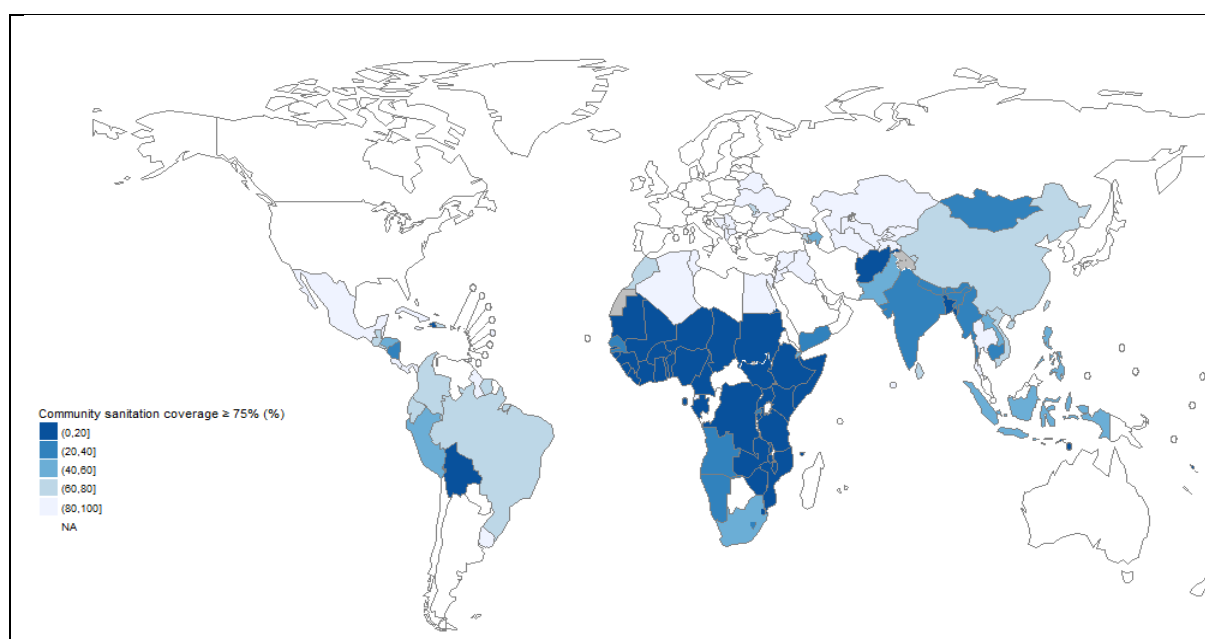 Community sanitation coverage ≥ 75% (%)
(0,20]
(20,40]
(40,60]
(60,80]
(80,100]
NA